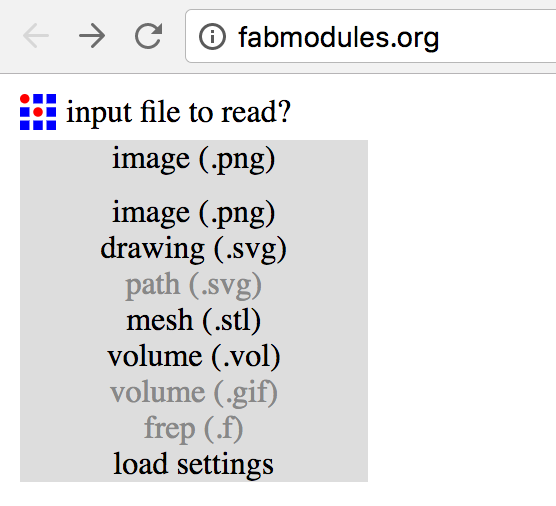 fabmodules.org
input file to read?
image (.png)
image (.png)
drawing (.svg)
path (.svg)
mesh (.stl)
volume (.vol)
volume (.gif)
frep (.f)
load settings